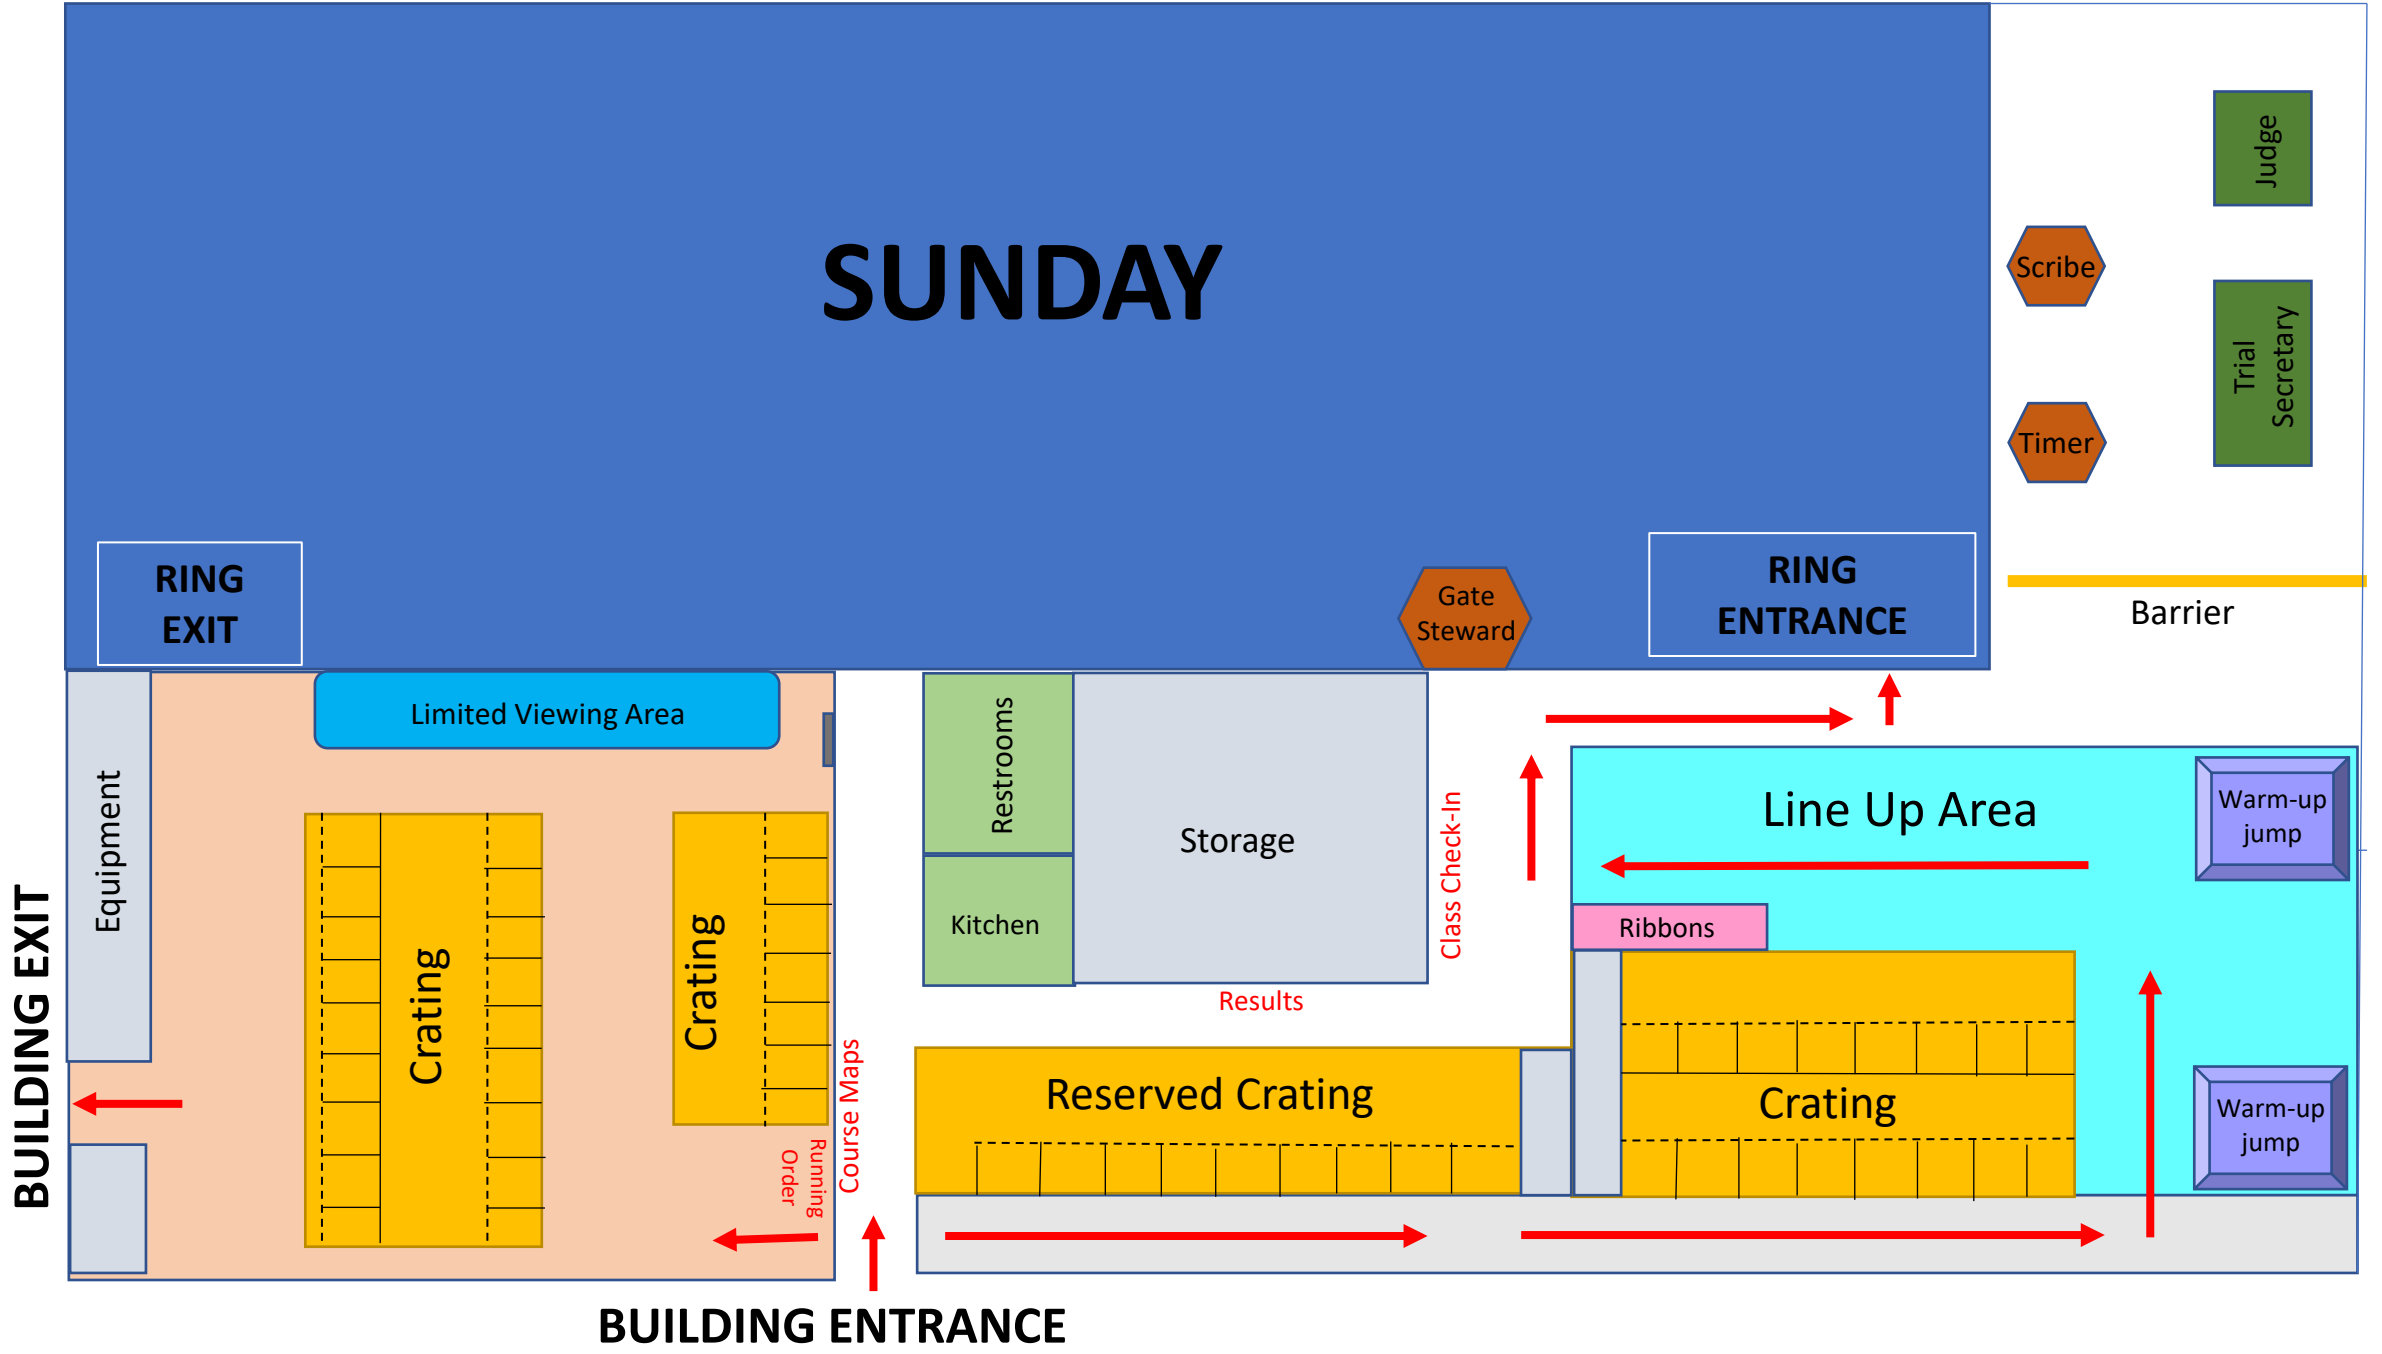 SUNDAY
Judge
Scribe
Trial
Secretary
Timer
RING
EXIT
Gate
Steward
RING
ENTRANCE
Barrier
Limited Viewing Area
Equipment
Restrooms
Kitchen
Storage
Class Check-In
Results
Line Up Area
Warm-up
jump
Ribbons
Crating
Crating
Course Maps
Running
Order
Reserved Crating
Crating
Warm-up
jump
BUILDING EXIT
BUILDING ENTRANCE